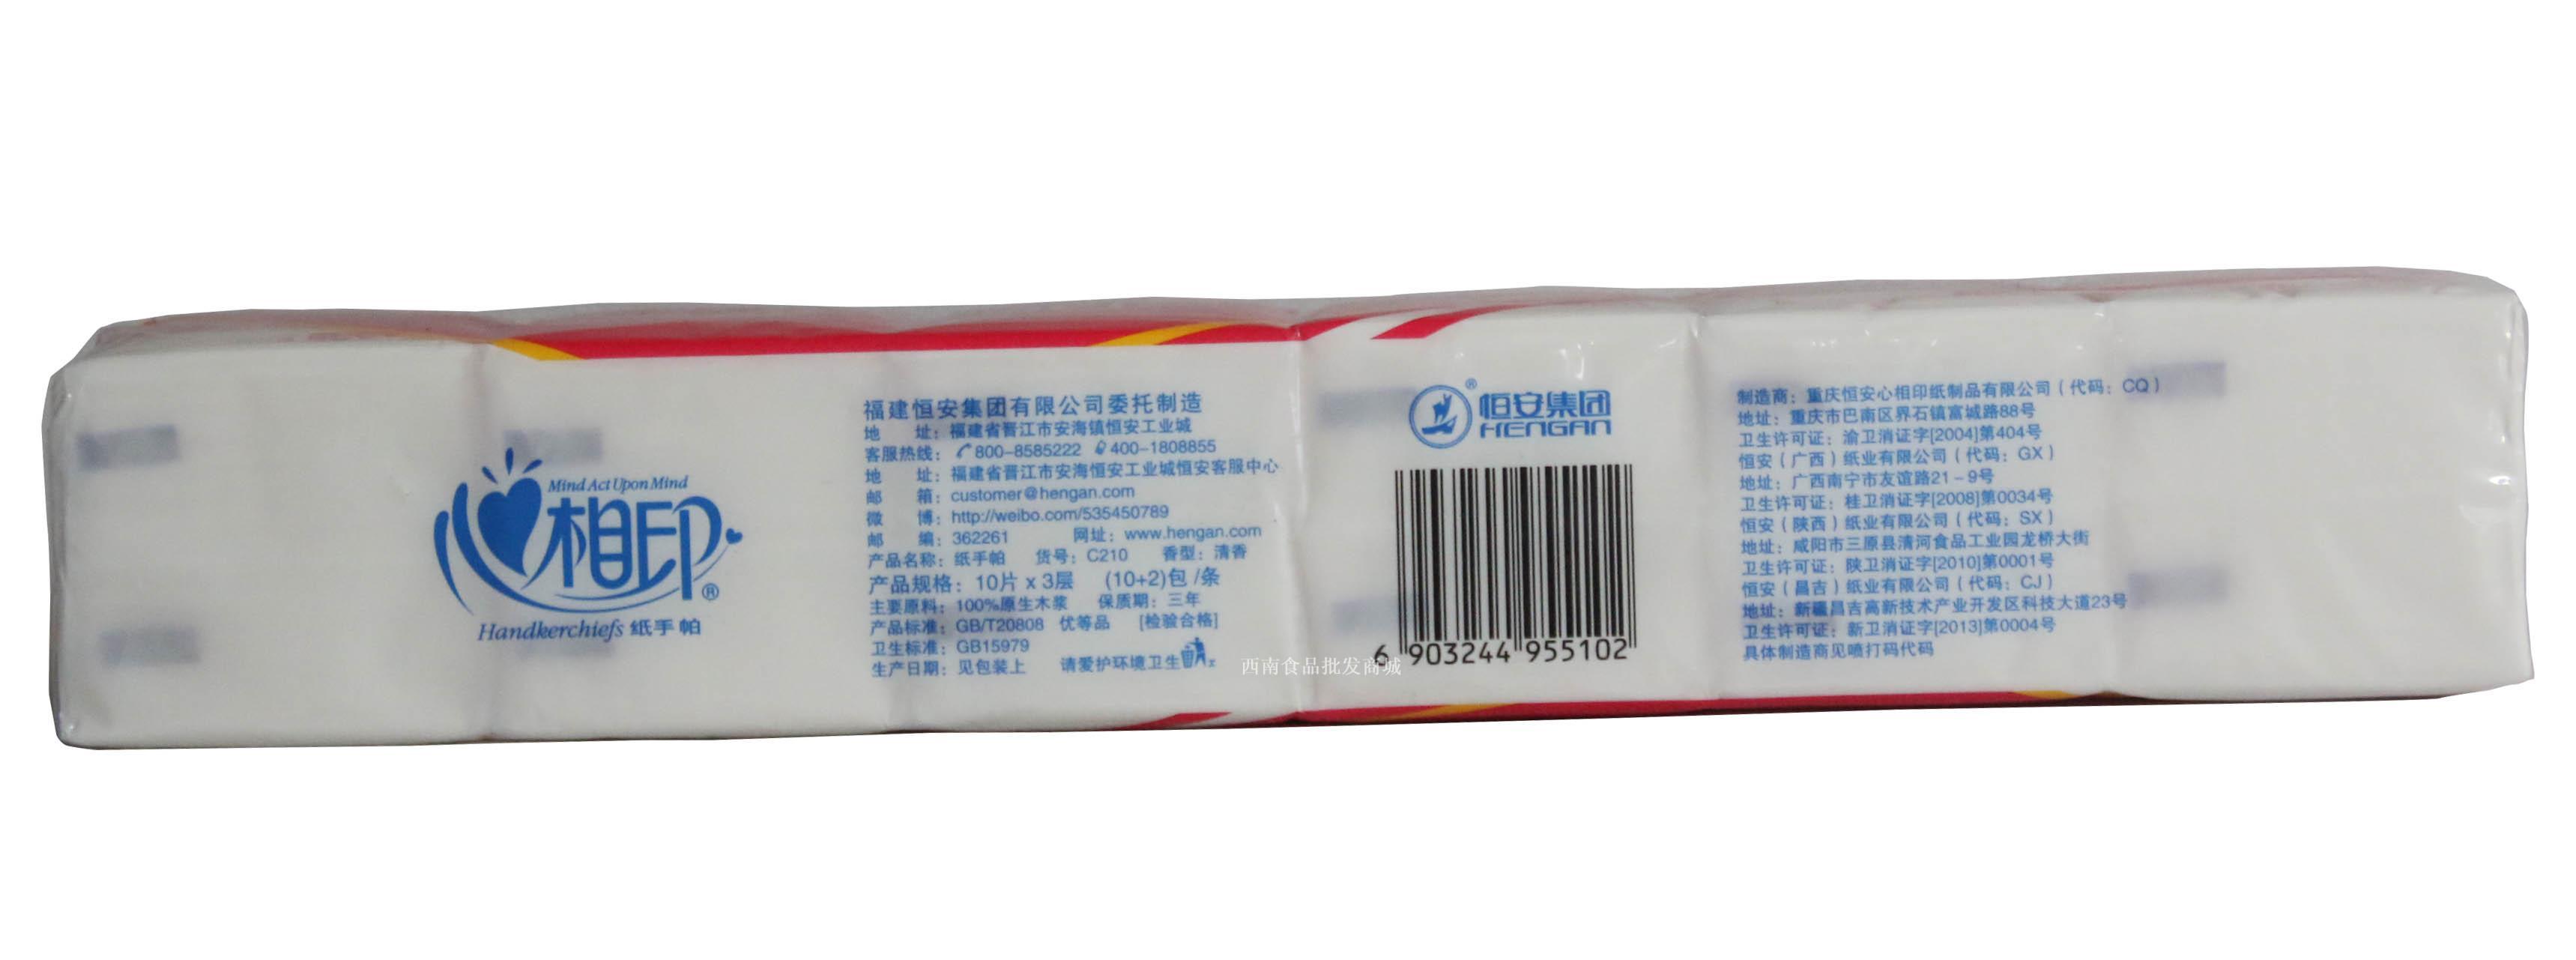 Mind Act Upon Mind
心相印®
Handkerchiefs 纸手帕
福建恒安集团有限公司委托制造
地 址：福建省晋江市安海镇恒安工业城
客服热线：800-8585222 400-1808855
地 址：福建省晋江市安海恒安工业城恒安客服中心
邮 箱：customer@hengan.com
微 博：http://weibo.com/535450789
邮 编：362261 网址：www.hengan.com
产品名称：纸手帕 货号：C210 香型：清香
产品规格：10片 x 3层 (10+2)包 /条
主要原料：100%原生木浆 保质期：三年
产品标准：GB/T20808 优等品 [检验合格]
卫生标准：GB15979
生产日期：见包装上 请爱护环境卫生
西南食品批发商城
®恒安集团
HENGAN
6 903244 955102
制造商：重庆恒安心相印纸制品有限公司（代码：CQ）
地址：重庆市巴南区界石镇富城路88号
卫生许可证：渝卫消证字[2004]第404号
恒安（广西）纸业有限公司（代码：GX）
地址：广西南宁市友谊路21-9号
卫生许可证：桂卫消证字[2008]第0034号
恒安（陕西）纸业有限公司（代码：SX）
地址：咸阳市三原县清河食品工业园龙桥大街
卫生许可证：陕卫消证字[2010]第0001号
恒安（昌吉）纸业有限公司（代码：CJ）
地址：新疆昌吉高新技术产业开发区科技大道23号
卫生许可证：新卫消证字[2013]第0004号
具体制造商见喷打码代码